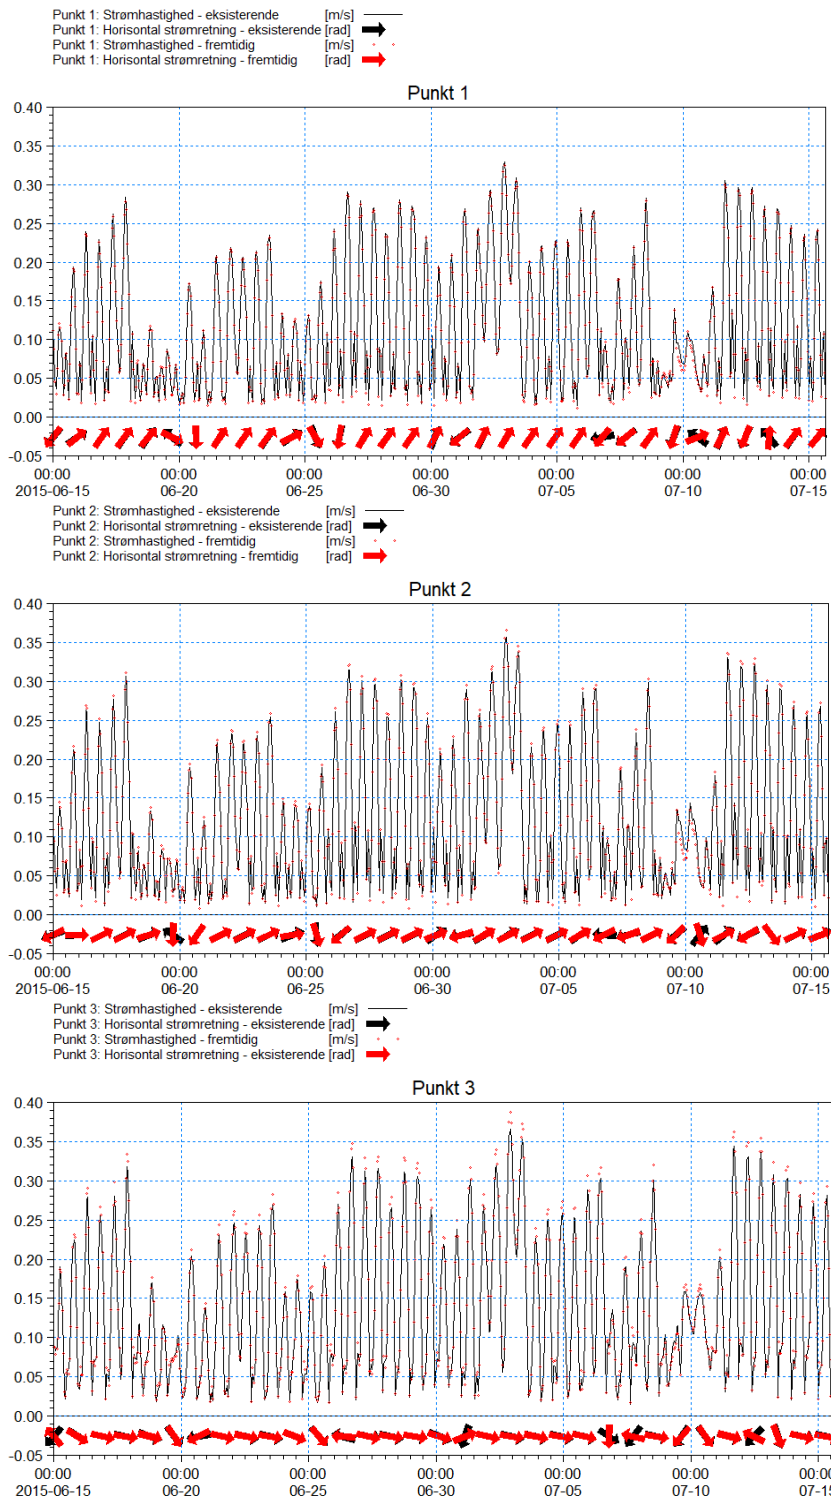 Punkt 1: Strømhastighed - eksisterende [m/s]
Punkt 1: Horisontal strømretning - eksisterende [rad]
Punkt 1: Strømhastighed - fremtidig [m/s]
Punkt 1: Horisontal strømretning - fremtidig [rad]
Punkt 1
0.40
0.35
0.30
0.25
0.20
0.15
0.10
0.05
0.00
-0.05
00:00 00:00 00:00 00:00 00:00 00:00 00:00
2015-06-15 06-20 06-25 06-30 07-05 07-10 07-15
Punkt 2: Strømhastighed - eksisterende [m/s]
Punkt 2: Horisontal strømretning - eksisterende [rad]
Punkt 2: Strømhastighed - fremtidig [m/s]
Punkt 2: Horisontal strømretning - fremtidig [rad]
Punkt 2
0.40
0.35
0.30
0.25
0.20
0.15
0.10
0.05
0.00
-0.05
00:00 00:00 00:00 00:00 00:00 00:00 00:00
2015-06-15 06-20 06-25 06-30 07-05 07-10 07-15
Punkt 3: Strømhastighed - eksisterende [m/s]
Punkt 3: Horisontal strømretning - eksisterende [rad]
Punkt 3: Strømhastighed - fremtidig [m/s]
Punkt 3: Horisontal strømretning - eksisterende [rad]
Punkt 3
0.40
0.35
0.30
0.25
0.20
0.15
0.10
0.05
0.00
-0.05
00:00 00:00 00:00 00:00 00:00 00:00 00:00
2015-06-15 06-20 06-25 06-30 07-05 07-10 07-15